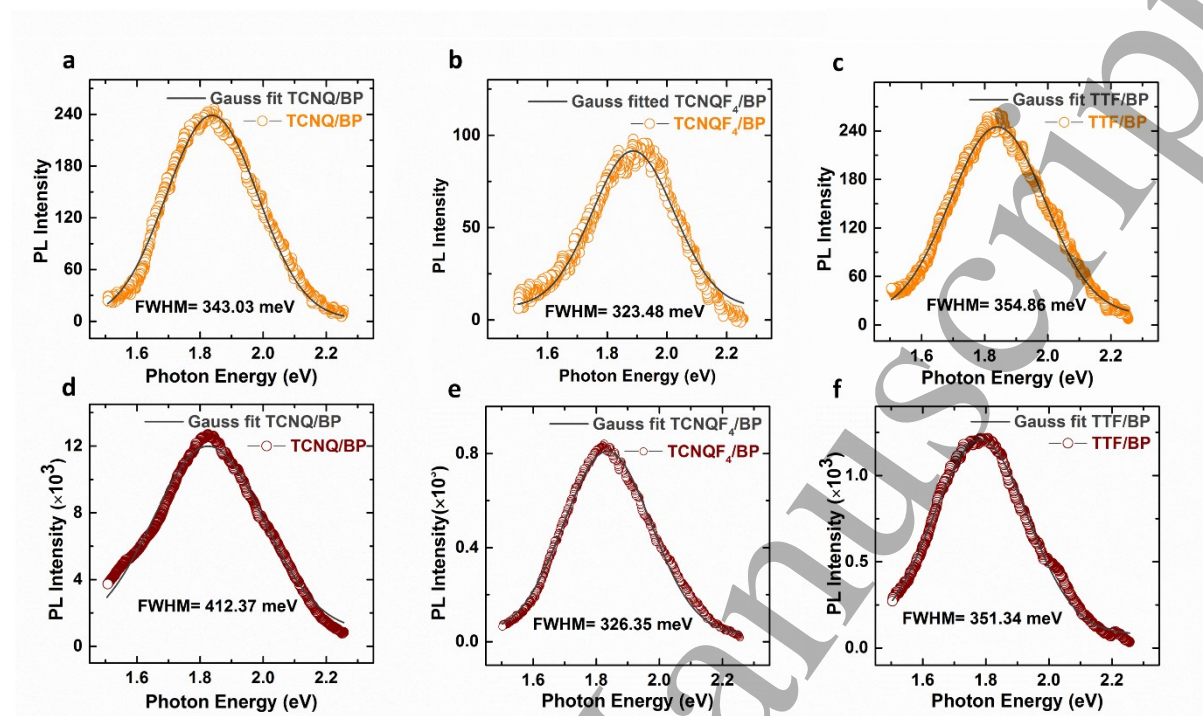 a
Gauss fit TCNQ/BP
TCNQ/BP
240
180
120
60
0
PL Intensity
FWHM= 343.03 meV
1.6 1.8 2.0 2.2
Photon Energy (eV)
b
Gauss fitted TCNQF₄/BP
TCNQF₄/BP
100
50
0
PL Intensity
FWHM= 323.48 meV
1.6 1.8 2.0 2.2
Photon Energy (eV)
c
Gauss fit TTF/BP
TTF/BP
240
180
120
60
0
PL Intensity
FWHM= 354.86 meV
1.6 1.8 2.0 2.2
Photon Energy (eV)
d
Gauss fit TCNQ/BP
TCNQ/BP
12
8
4
0
PL Intensity (×10³)
FWHM= 412.37 meV
1.6 1.8 2.0 2.2
Photon Energy (eV)
e
Gauss fit TCNQF₄/BP
TCNQF₄/BP
0.8
0.4
0.0
PL Intensity(×10³)
FWHM= 326.35 meV
1.6 1.8 2.0 2.2
Photon Energy (eV)
f
Gauss fit TTF/BP
TTF/BP
1.2
0.9
0.5
0.0
PL Intensity (×10³)
FWHM= 351.34 meV
1.6 1.8 2.0 2.2
Photon Energy (eV)
anuscrip